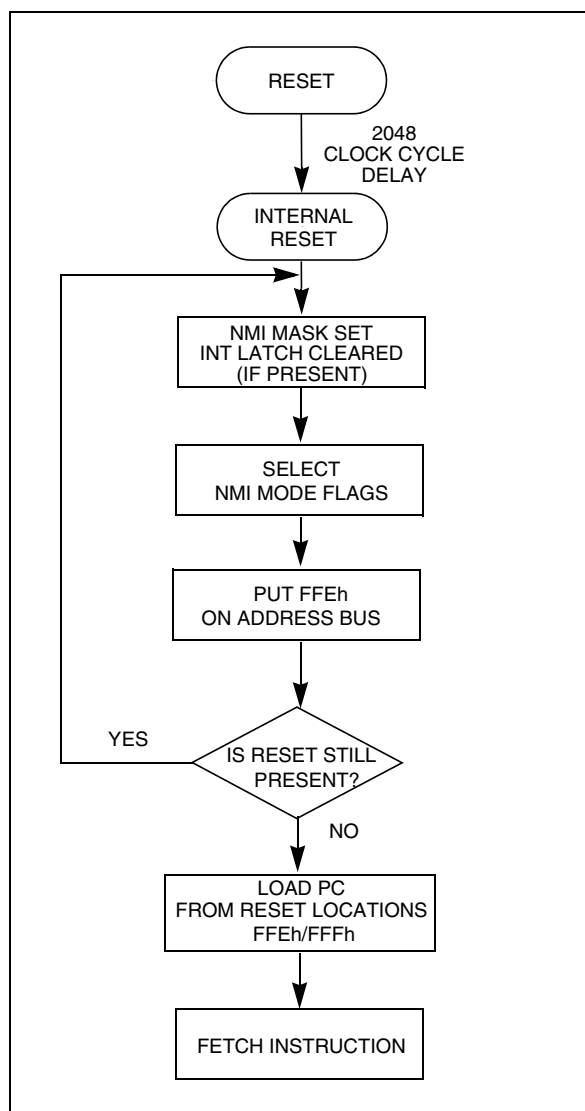 RESET
2048
CLOCK CYCLE
DELAY
INTERNAL
RESET
NMI MASK SET
INT LATCH CLEARED
(IF PRESENT)
SELECT
NMI MODE FLAGS
PUT FFEh
ON ADDRESS BUS
YES
IS RESET STILL
PRESENT?
NO
LOAD PC
FROM RESET LOCATIONS
FFEh/FFFh
FETCH INSTRUCTION